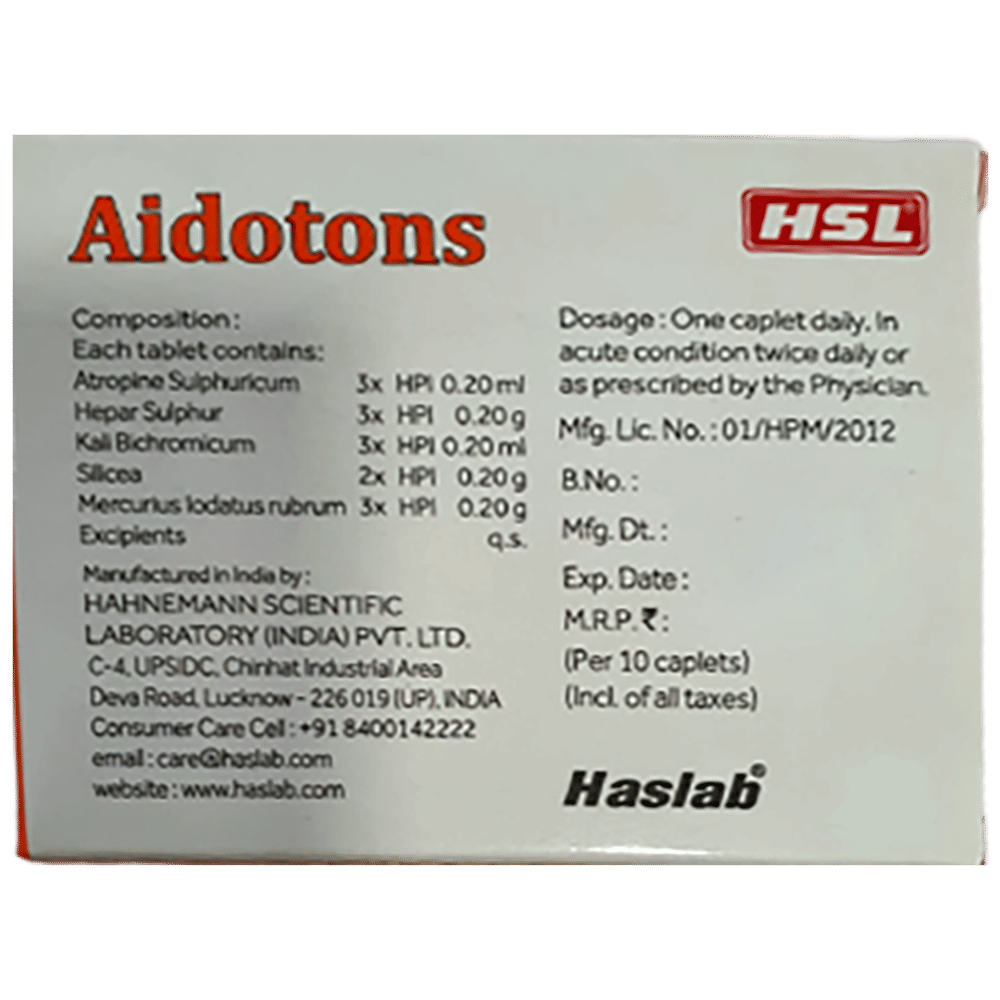 Aidotons
HSL
Composition :
Each tablet contains:
Atropine Sulphuricum 3x HPI 0.20 ml
Hepar Sulphur 3x HPI 0.20 g
Kali Bichromicum 3x HPI 0.20 ml
Silicea 2x HPI 0.20 g
Mercurius Iodatus rubrum 3x HPI 0.20 g
Excipients q.s.
Manufactured in India by :
HAHNEMANN SCIENTIFIC
LABORATORY (INDIA) PVT. LTD.
C-4, UPSIDC, Chinhat Industrial Area
Deva Road, Lucknow - 226 019 (UP), INDIA
Consumer Care Cell : +91 8400142222
email : care@haslab.com
website : www.haslab.com
Dosage : One caplet daily. In
acute condition twice daily or
as prescribed by the Physician.
Mfg. Lic. No. : 01/HPM/2012
B.No. :
Mfg. Dt. :
Exp. Date :
M.R.P. ₹ :
(Per 10 caplets)
(Incl. of all taxes)
Haslab®